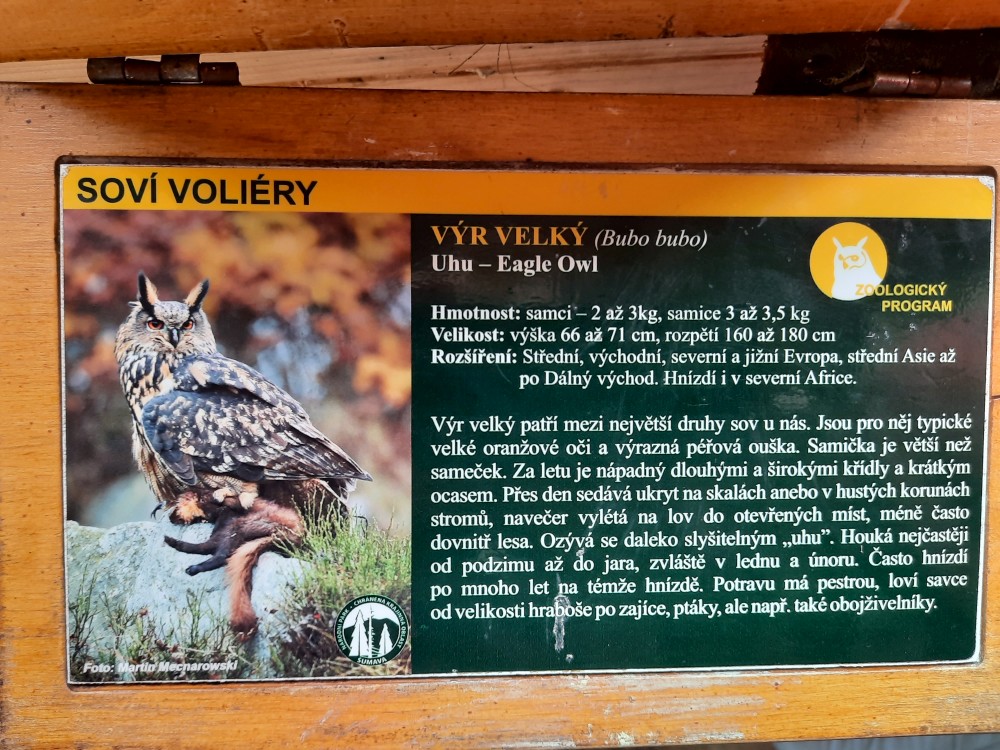 SOVÍ VOLIÉRY
VÝR VELKÝ (Bubo bubo)
Uhu – Eagle Owl
ZOOLOGICKÝ
PROGRAM
Hmotnost: samci – 2 až 3kg, samice 3 až 3,5 kg
Velikost: výška 66 až 71 cm, rozpětí 160 až 180 cm
Rozšíření: Střední, východní, severní a jižní Evropa, střední Asie až
po Dálný východ. Hnízdí i v severní Africe.
Výr velký patří mezi největší druhy sov u nás. Jsou pro něj typické
velké oranžové oči a výrazná péřová ouška. Samička je větší než
sameček. Za letu je nápadný dlouhými a širokými křídly a krátkým
ocasem. Přes den sedává ukryt na skalách anebo v hustých korunách
stromů, navečer vylétá na lov do otevřených míst, méně často
dovnitř lesa. Ozývá se daleko slyšitelným „uhu”. Houká nejčastěji
od podzimu až do jara, zvláště v lednu a únoru. Často hnízdí
po mnoho let na témže hnízdě. Potravu má pestrou, loví savce
od velikosti hraboše po zajíce, ptáky, ale např. také obojživelníky.
NÁRODNÍ PARK - CHRÁNĚNÁ KRAJINNÁ OBLAST
ŠUMAVA
Foto: Martin Mecnarowski